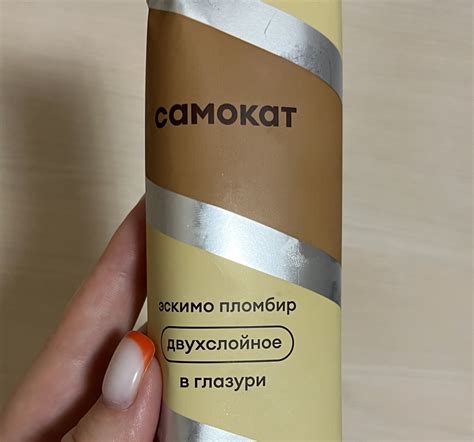 самокат
эскимо пломбир
двухслойное
в глазури